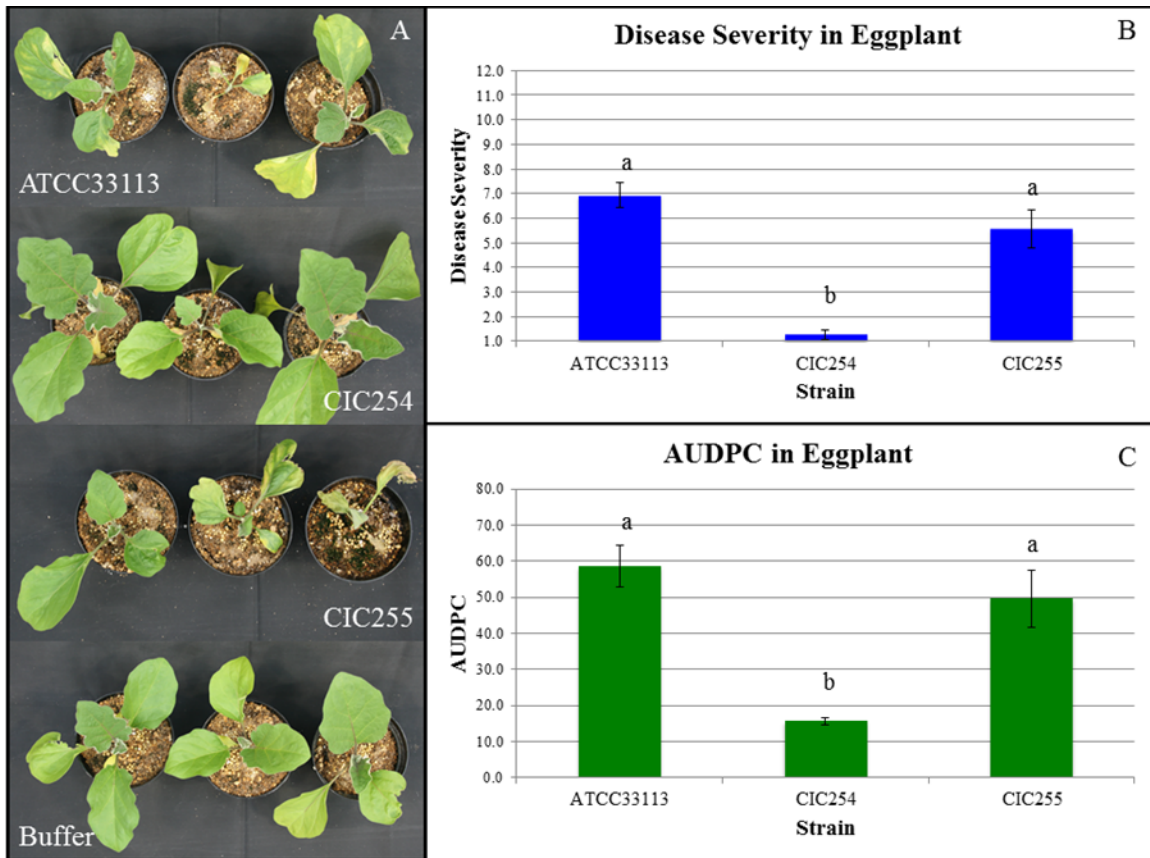 A
ATCC33113
CIC254
CIC255
Buffer
Disease Severity in Eggplant
B
12.0
11.0
10.0
9.0
8.0
7.0
6.0
5.0
4.0
3.0
2.0
1.0
Disease Severity
a
b
a
ATCC33113 CIC254 CIC255
Strain
AUDPC in Eggplant
C
80.0
70.0
60.0
50.0
40.0
30.0
20.0
10.0
0.0
AUDPC
a
b
a
ATCC33113 CIC254 CIC255
Strain